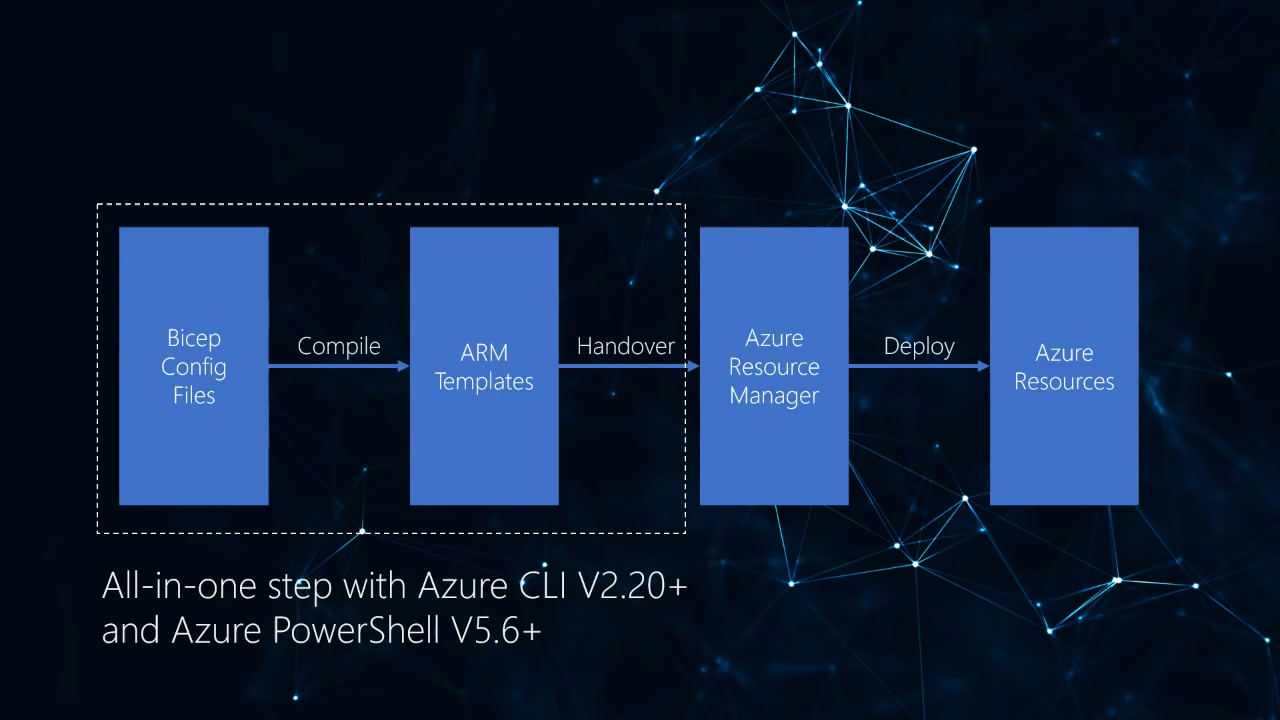 Bicep
Config
Files
Compile
ARM
Templates
Handover
Azure
Resource
Manager
Deploy
Azure
Resources
All-in-one step with Azure CLI V2.20+
and Azure PowerShell V5.6+